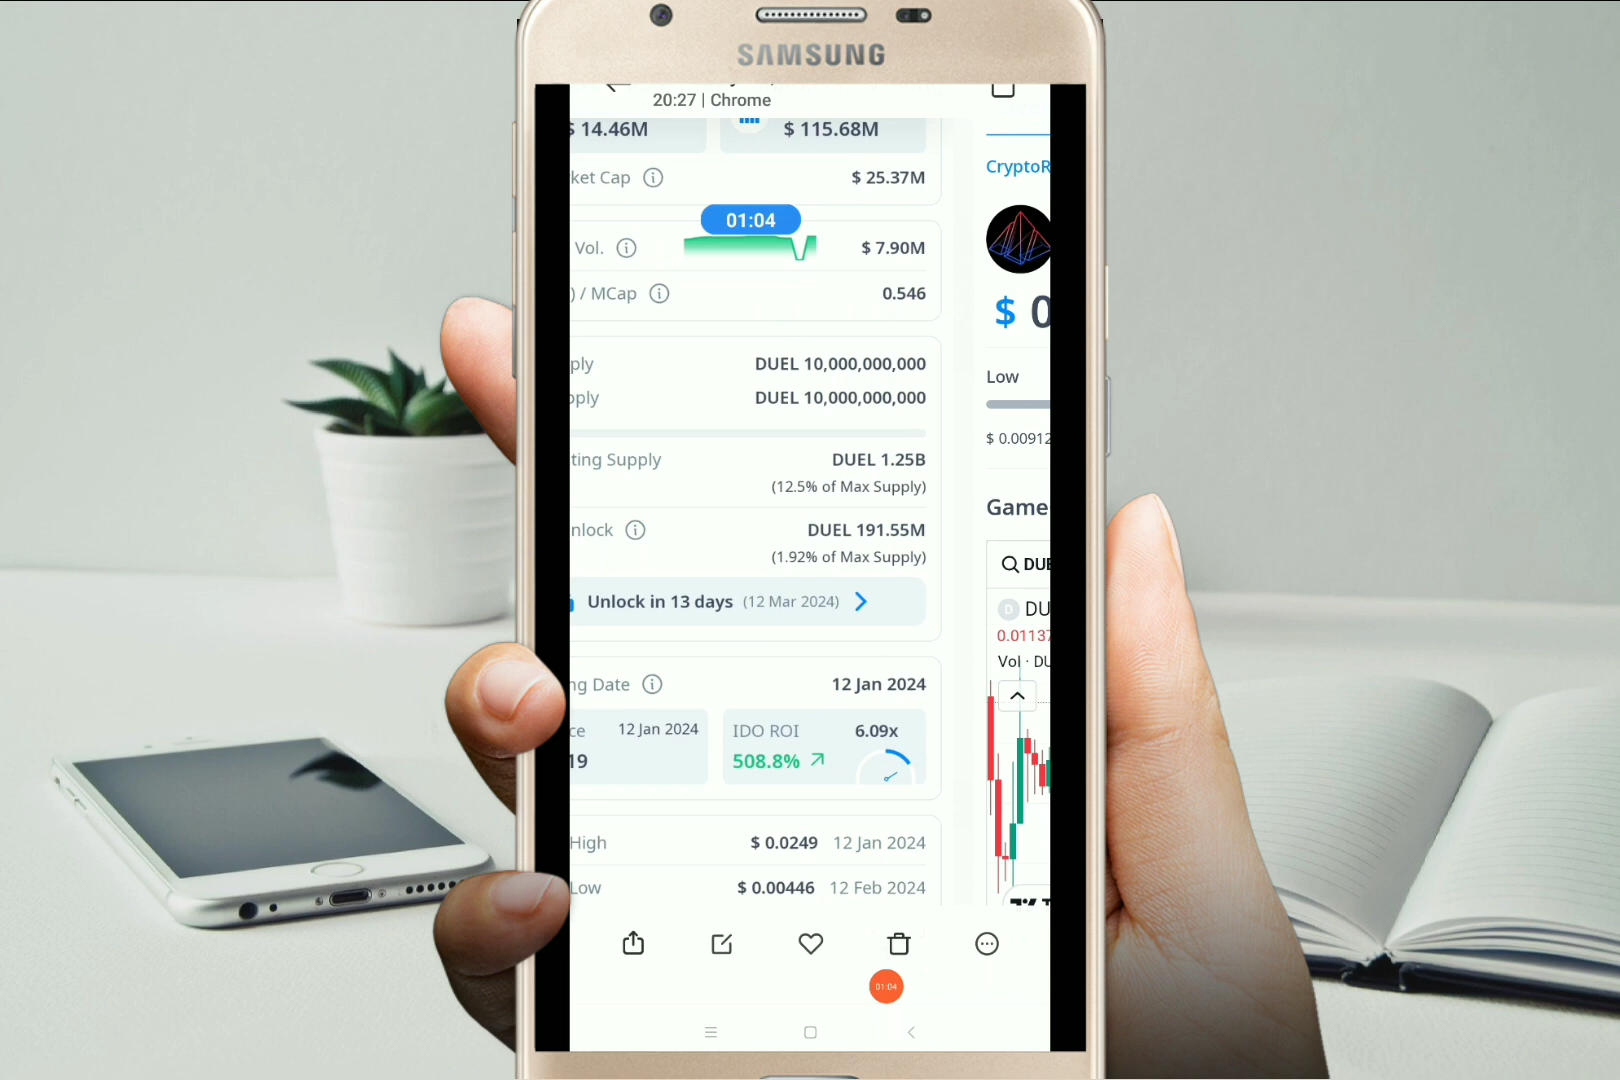 SAMSUNG
20:27 | Chrome
$ 14.46M
$ 115.68M
ket Cap
$ 25.37M
01:04
Vol.
$ 7.90M
) / MCap
0.546
ply
DUEL 10,000,000,000
pply
DUEL 10,000,000,000
ting Supply
DUEL 1.25B
(12.5% of Max Supply)
nlock
DUEL 191.55M
(1.92% of Max Supply)
Unlock in 13 days (12 Mar 2024)
ng Date
12 Jan 2024
ce 12 Jan 2024
19
IDO ROI 6.09x
508.8%
High
$ 0.0249 12 Jan 2024
Low
$ 0.00446 12 Feb 2024
01:04
CryptoR
$ 0
Low
$ 0.00912
Game
DUE
D DU
0.01137
Vol · DU